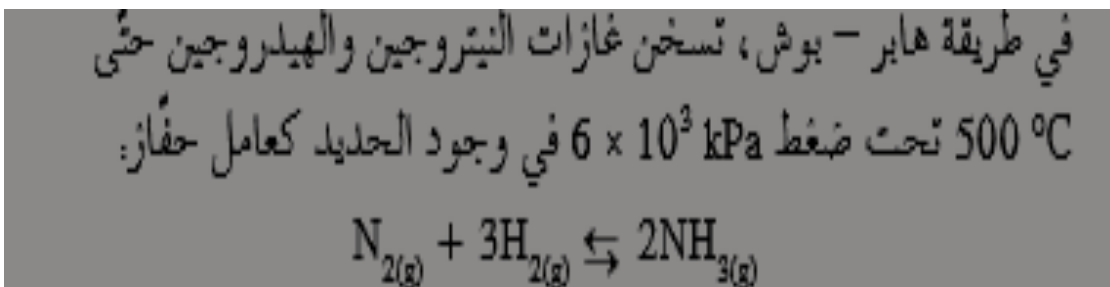 في طريقة هابر – بوش، تسخن غازات النيتروجين والهيدروجين حتّى
500 °C تحت ضغط 6 × 10³ kPa في وجود الحديد كعامل حفّاز:
N₂(g) + 3H₂(g) ⇆ 2NH₃(g)